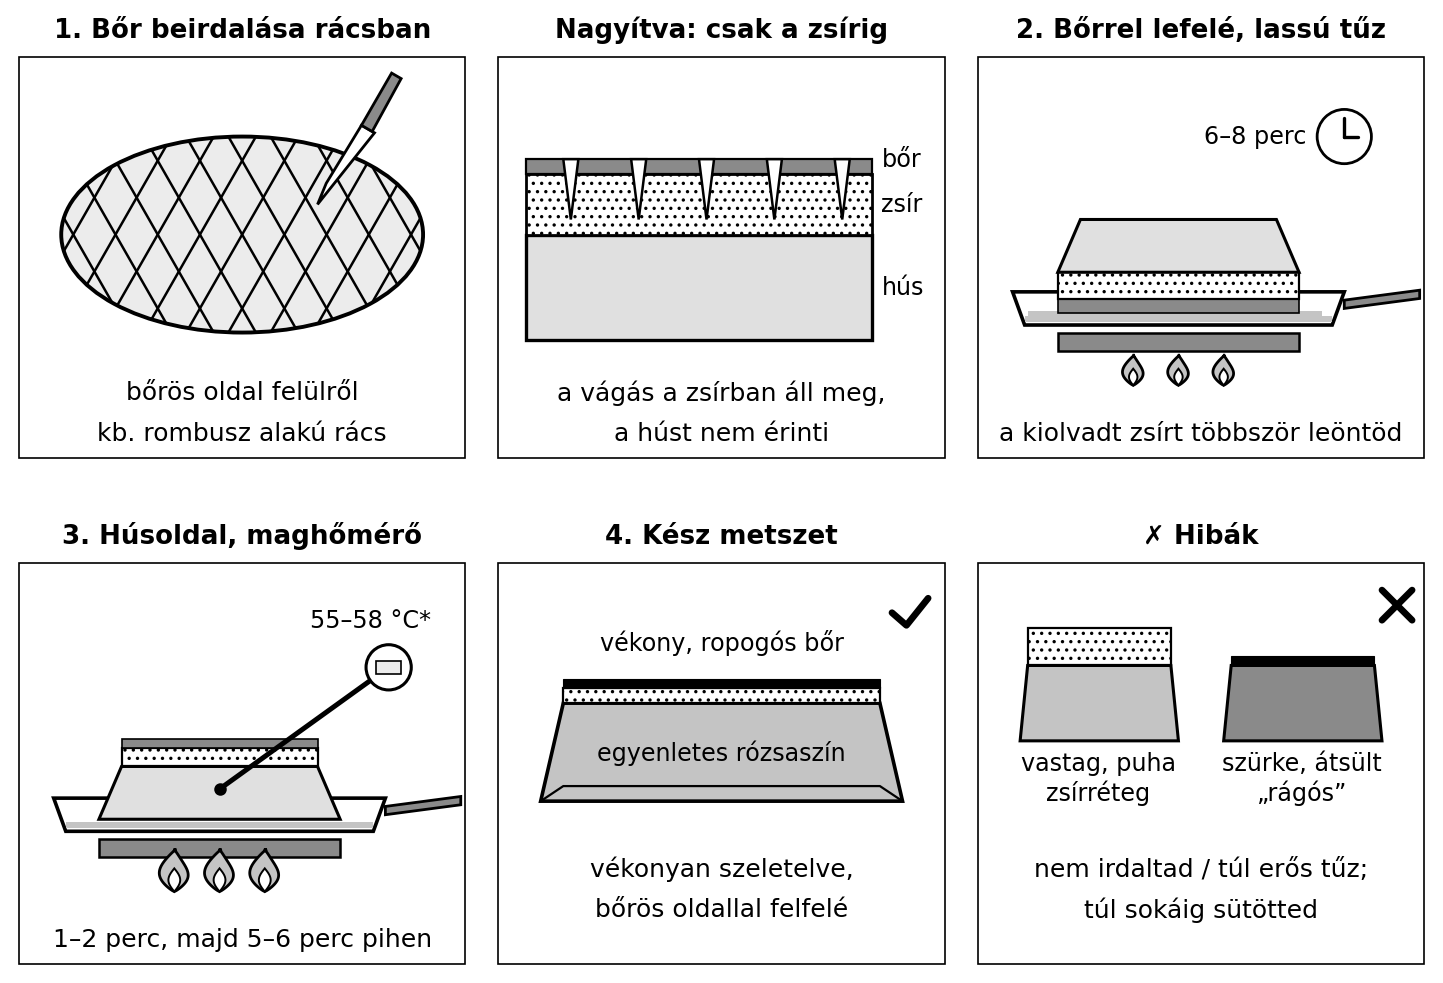 1. Bőr beirdalása rácsban
bőrös oldal felülről
kb. rombusz alakú rács
Nagyítva: csak a zsírig
bőr
zsír
hús
a vágás a zsírban áll meg,
a húst nem érinti
2. Bőrrel lefelé, lassú tűz
6–8 perc
a kiolvadt zsírt többször leöntöd
3. Húsoldal, maghőmérő
55–58 °C*
1–2 perc, majd 5–6 perc pihen
4. Kész metszet
vékony, ropogós bőr
egyenletes rózsaszín
vékonyan szeletelve,
bőrös oldallal felfelé
✗ Hibák
vastag, puha
zsírréteg
szürke, átsült
„rágós”
nem irdaltad / túl erős tűz;
túl sokáig sütötted